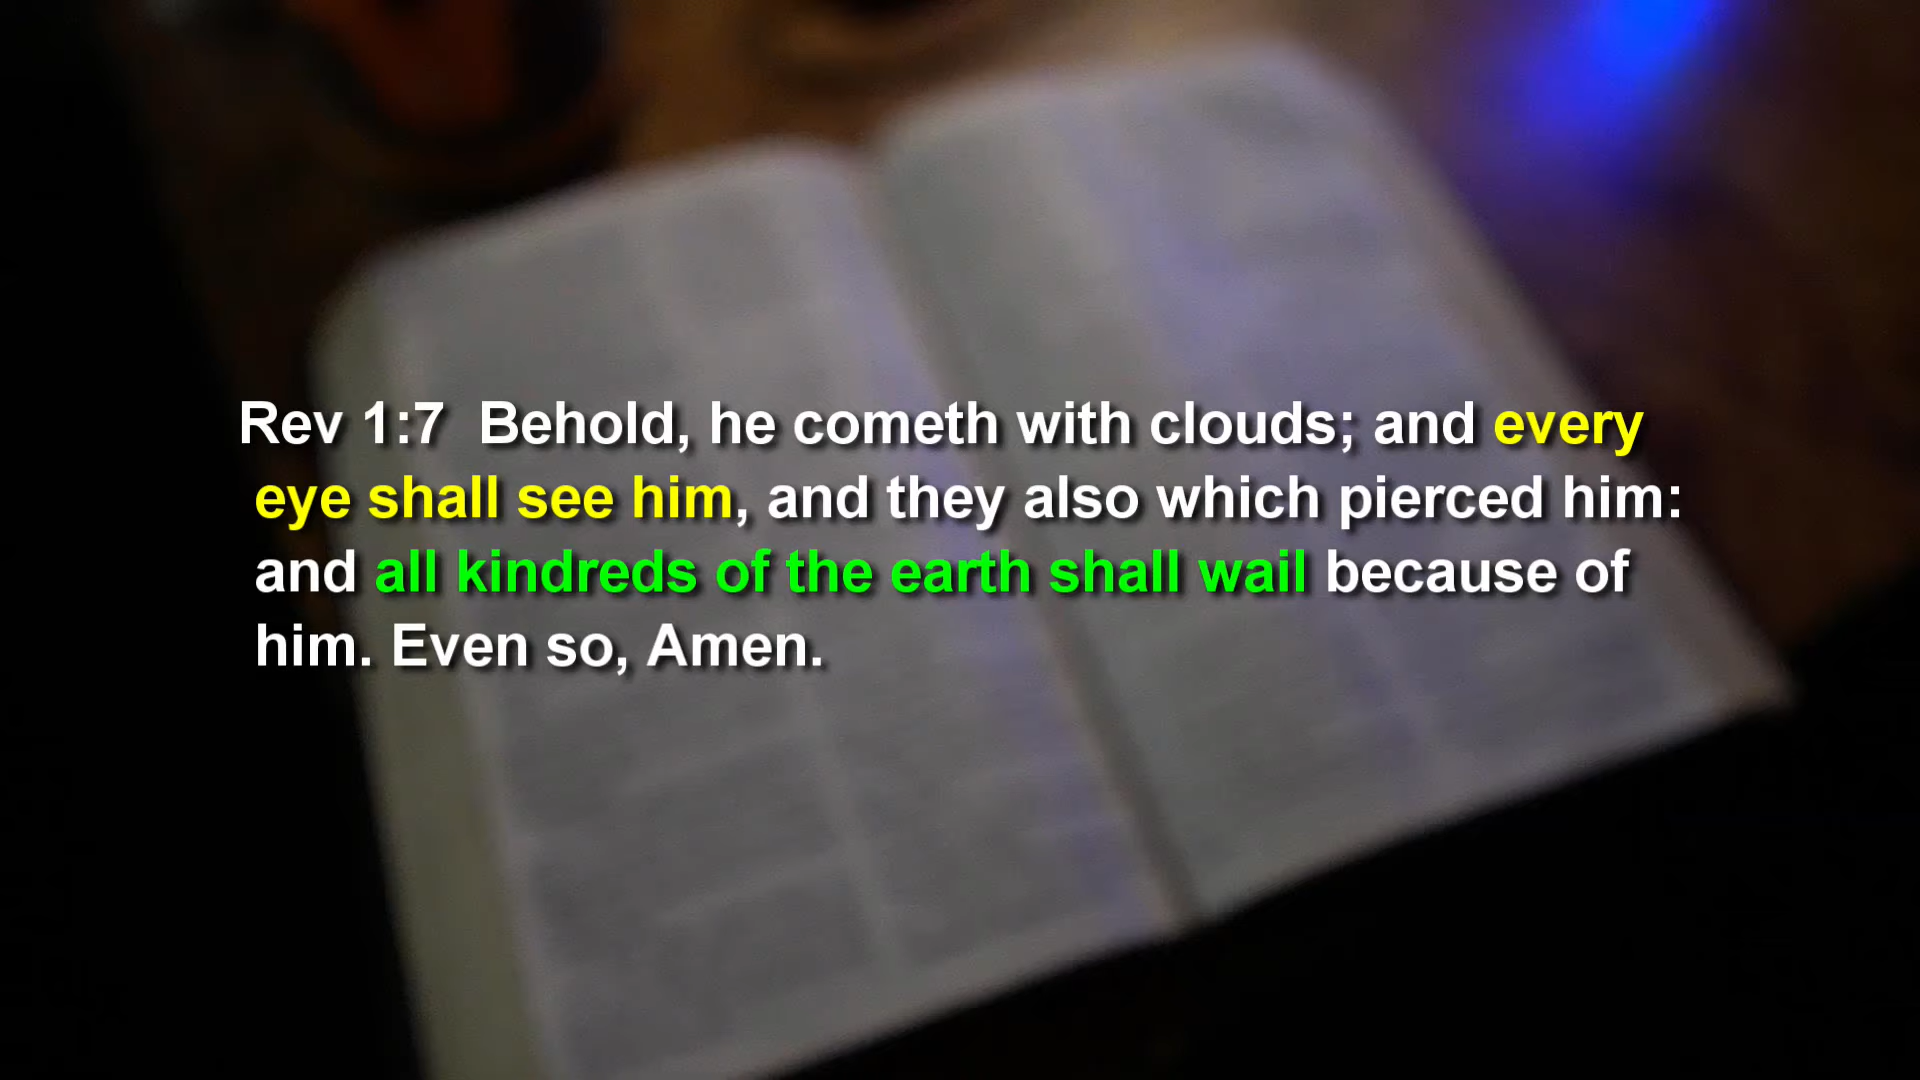 Rev 1:7  Behold, he cometh with clouds; and every
eye shall see him, and they also which pierced him:
and all kindreds of the earth shall wail because of
him. Even so, Amen.